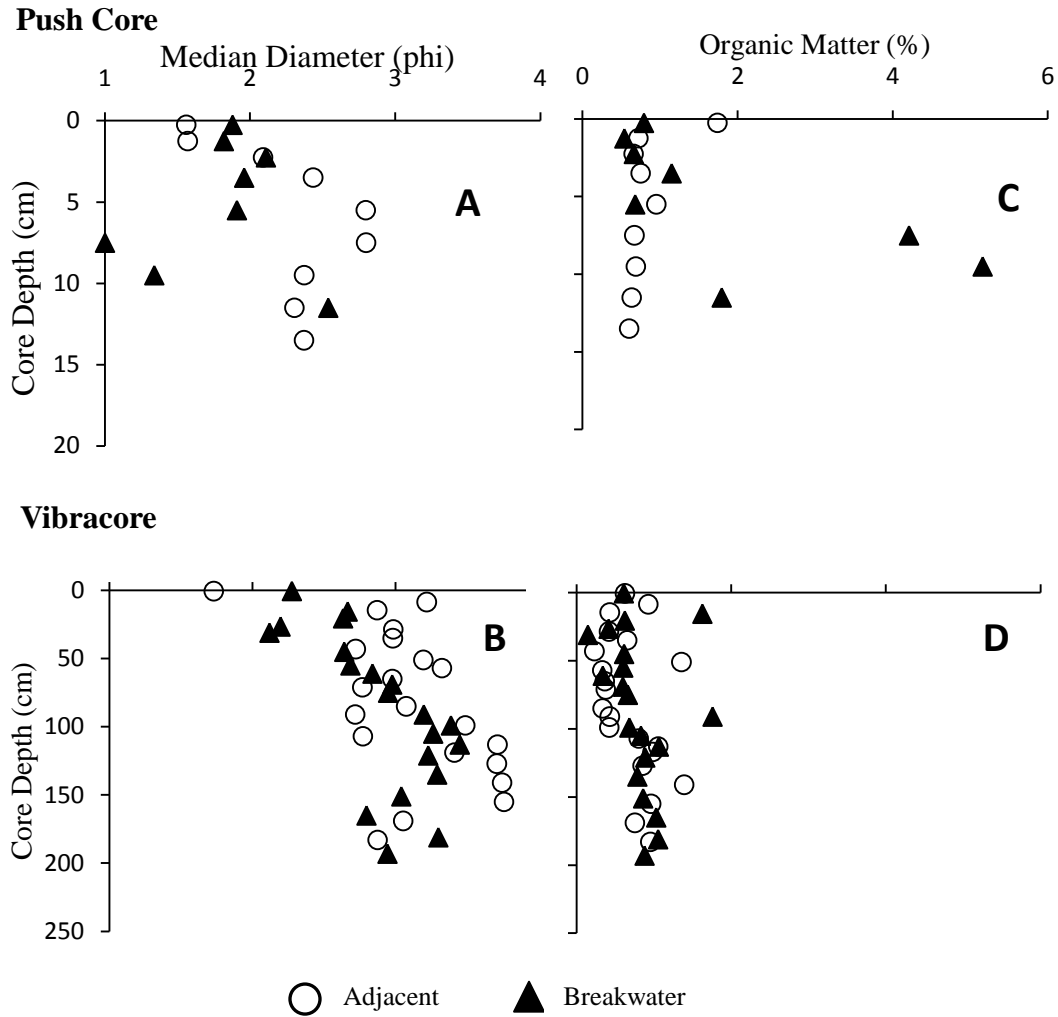 Push Core
Median Diameter (phi)
Organic Matter (%)
1 2 3 4
0 2 4 6
0
5
10
15
20
Core Depth (cm)
A
C
Vibracore
0
50
100
150
200
250
Core Depth (cm)
B
D
Adjacent
Breakwater